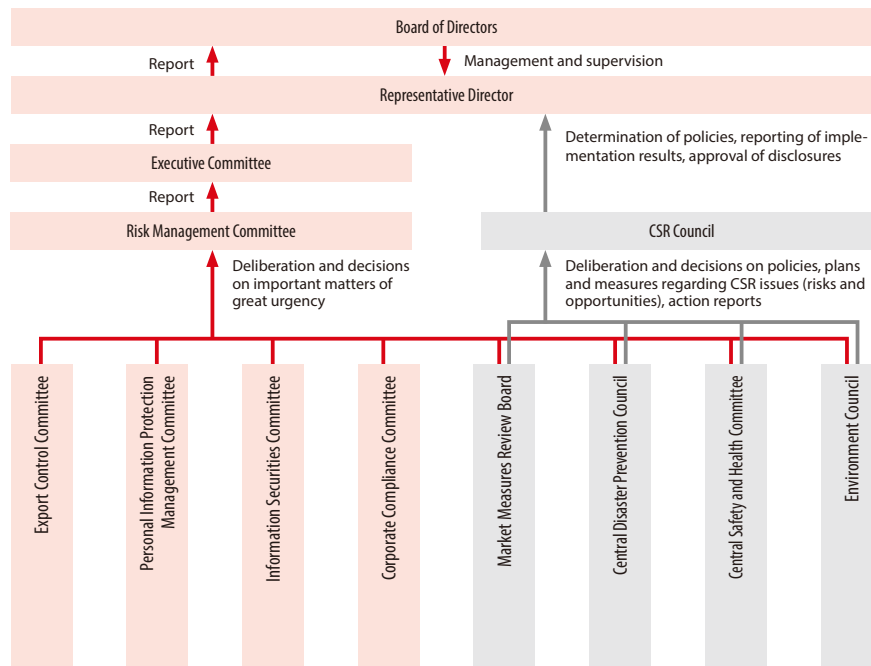 Board of Directors
Report
Management and supervision
Representative Director
Report
Determination of policies, reporting of imple-
mentation results, approval of disclosures
Executive Committee
Report
Risk Management Committee
CSR Council
Deliberation and decisions
on important matters of
great urgency
Deliberation and decisions on policies, plans
and measures regarding CSR issues (risks and
opportunities), action reports
Export Control Committee
Personal Information Protection
Management Committee
Information Securities Committee
Corporate Compliance Committee
Market Measures Review Board
Central Disaster Prevention Council
Central Safety and Health Committee
Environment Council